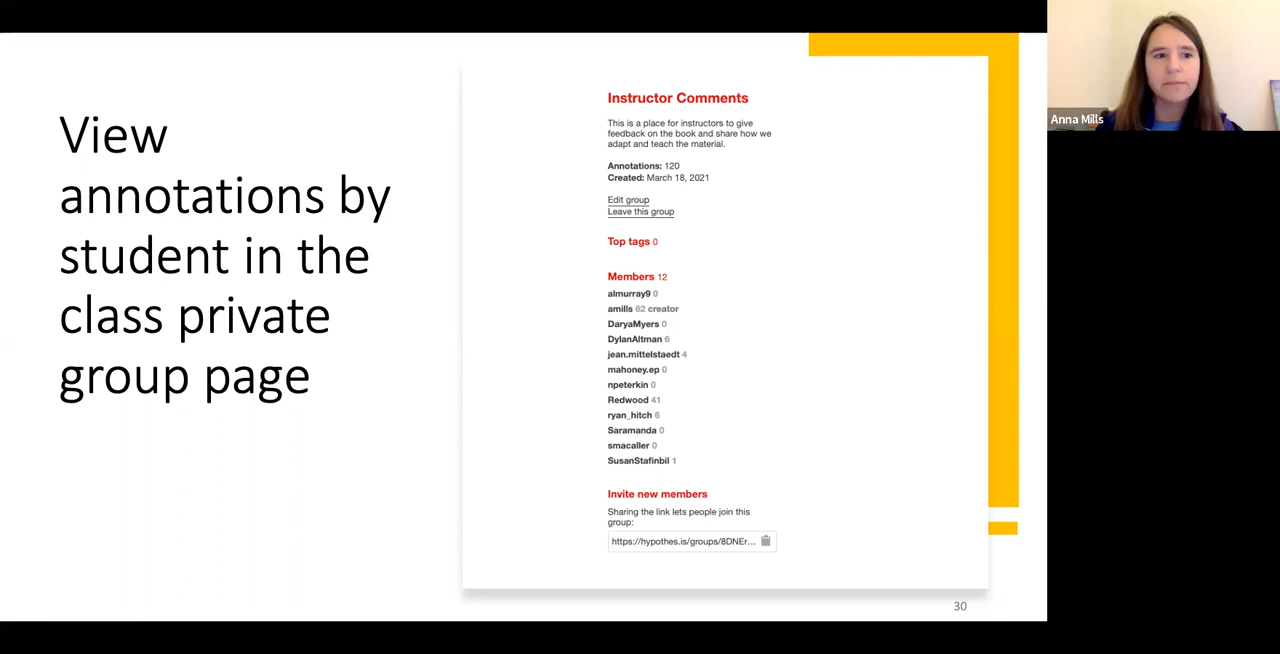 View
annotations by
student in the
class private
group page
Instructor Comments
This is a place for instructors to give
feedback on the book and share how we
adapt and teach the material.
Annotations: 120
Created: March 18, 2021
Edit group
Leave this group
Top tags 0
Members 12
almurray9 0
amills 62 creator
DaryaMyers 0
DylanAltman 6
jean.mittelstaedt 4
mahoney.ep 0
npeterkin 0
Redwood 41
ryan_hitch 6
Saramanda 0
smacaller 0
SusanStafinbil 1
Invite new members
Sharing the link lets people join this
group:
https://hypothes.is/groups/8DNEr...
30
Anna Mills